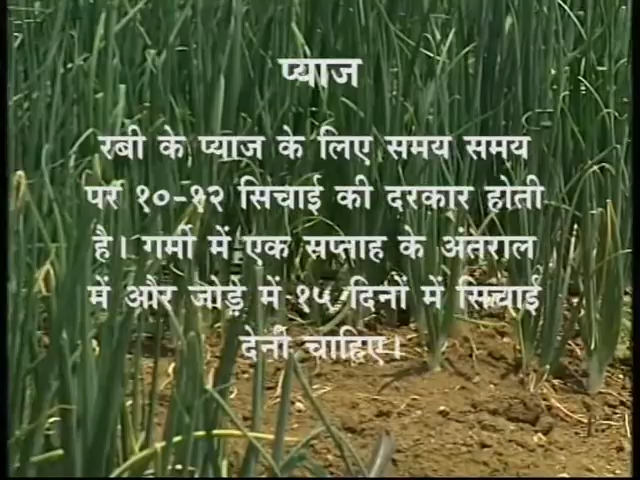 प्याज
रबी के प्याज के लिए समय समय
पर १०-१२ सिचाई की दरकार होती
है। गर्मी में एक सप्ताह के अंतराल
में और जोड़े में १५ दिनों में सिचाई
देनी चाहिए।